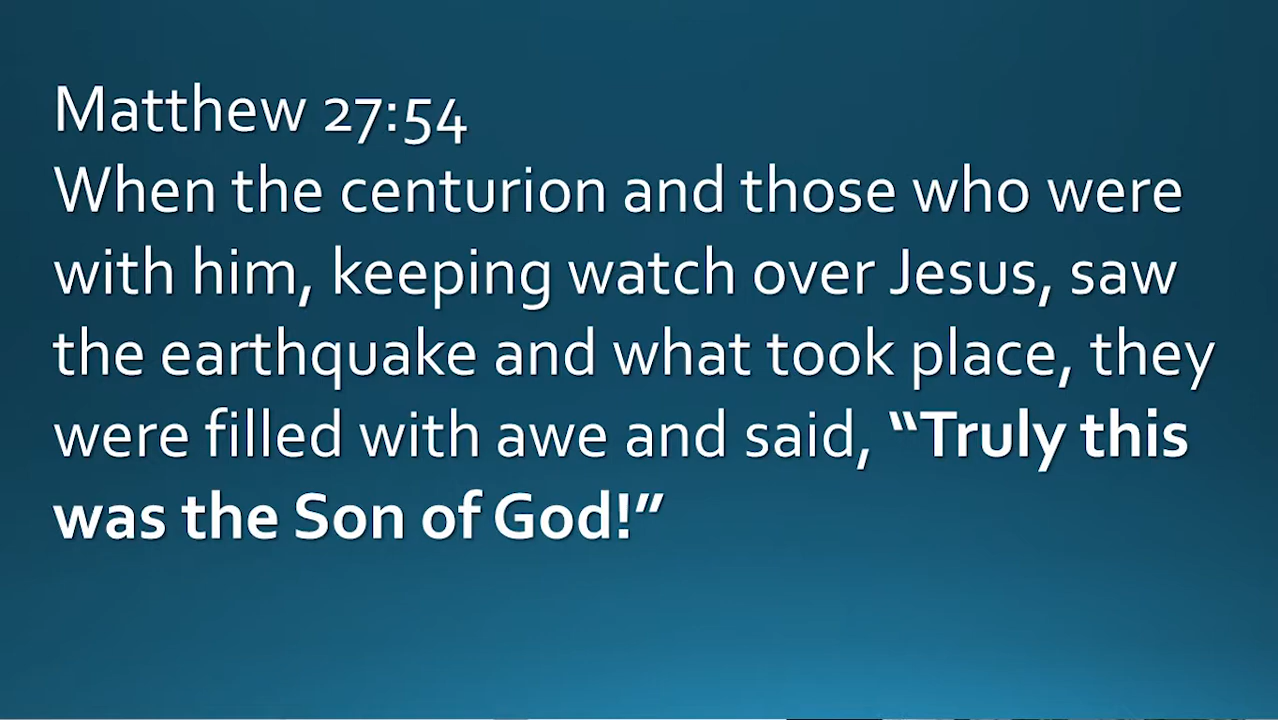 Matthew 27:54
When the centurion and those who were
with him, keeping watch over Jesus, saw
the earthquake and what took place, they
were filled with awe and said, “Truly this
was the Son of God!”